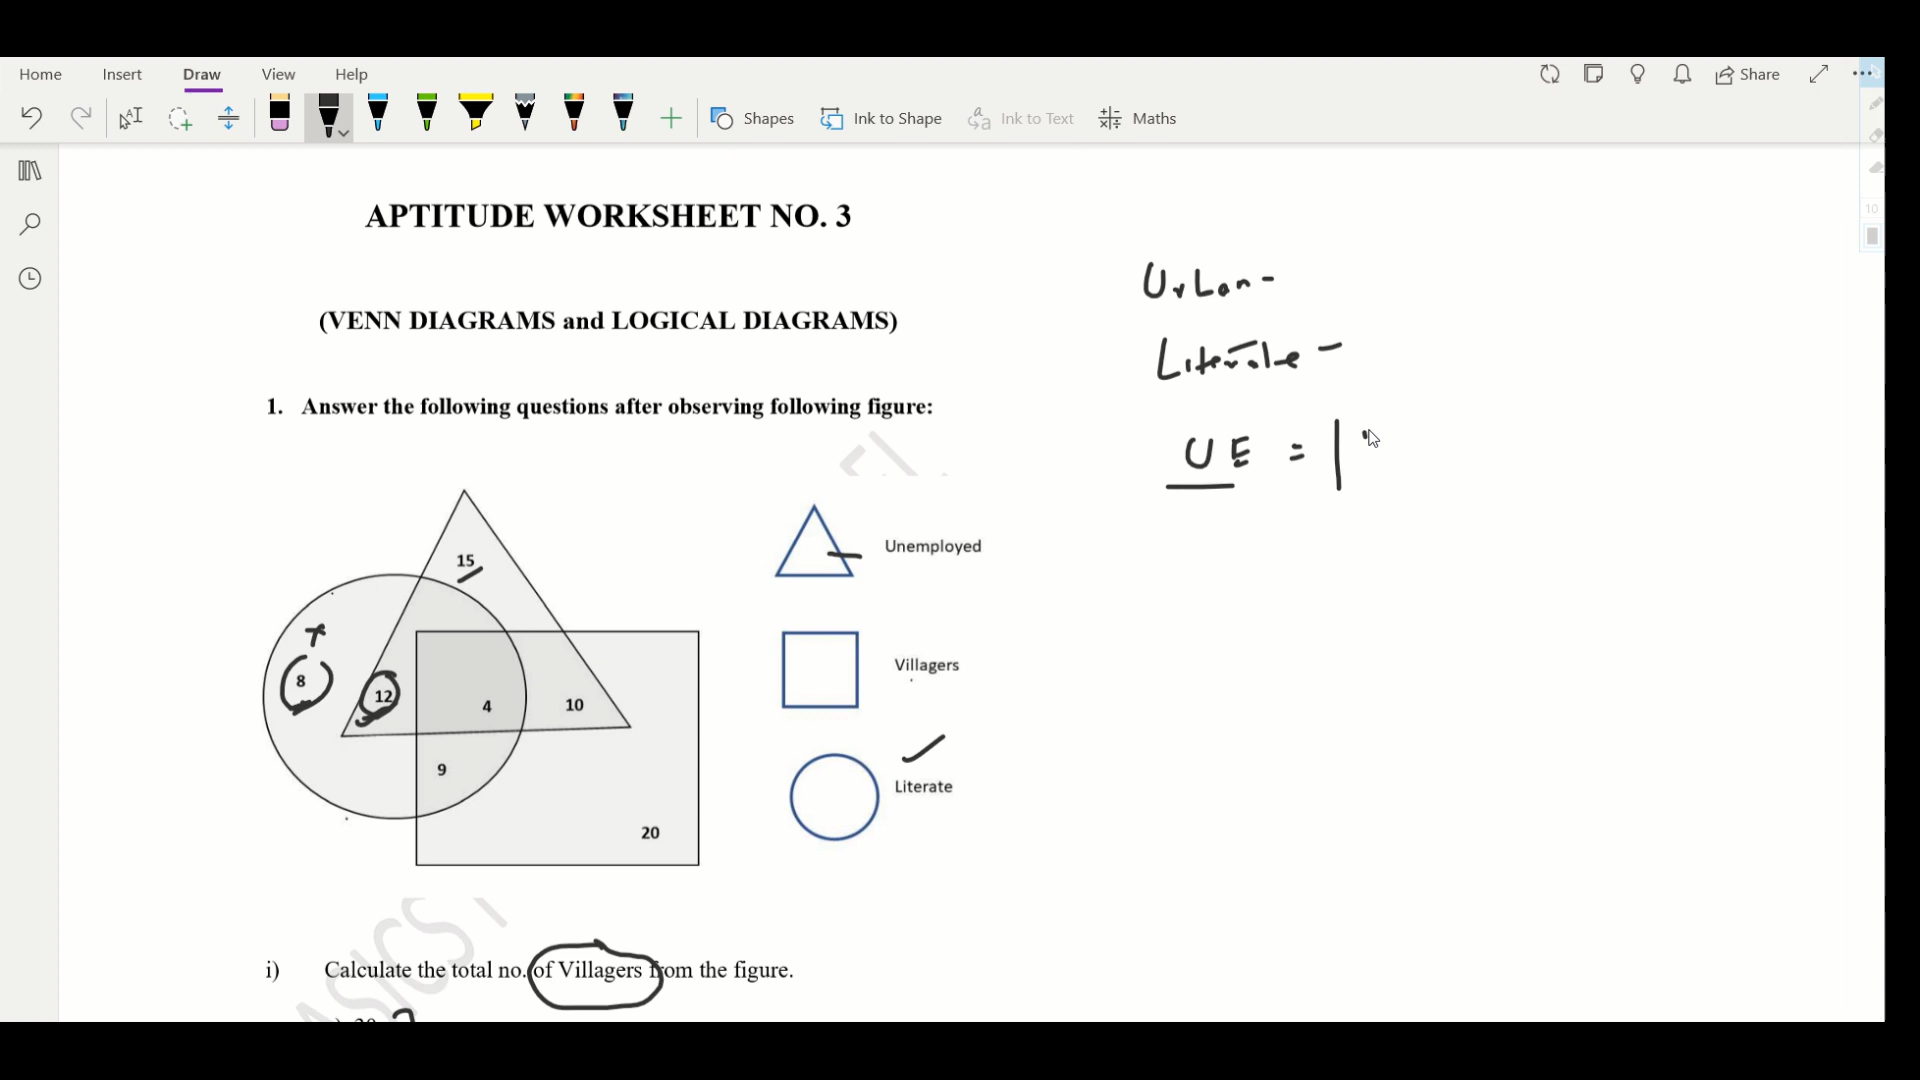 Home Insert Draw View Help
Share
Shapes Ink to Shape Ink to Text Maths
10
APTITUDE WORKSHEET NO. 3
(VENN DIAGRAMS and LOGICAL DIAGRAMS)
1. Answer the following questions after observing following figure:
Urban -
Literate -
UE = |
15
8
12
4
10
9
20
Unemployed
Villagers
Literate
i) Calculate the total no. of Villagers from the figure.